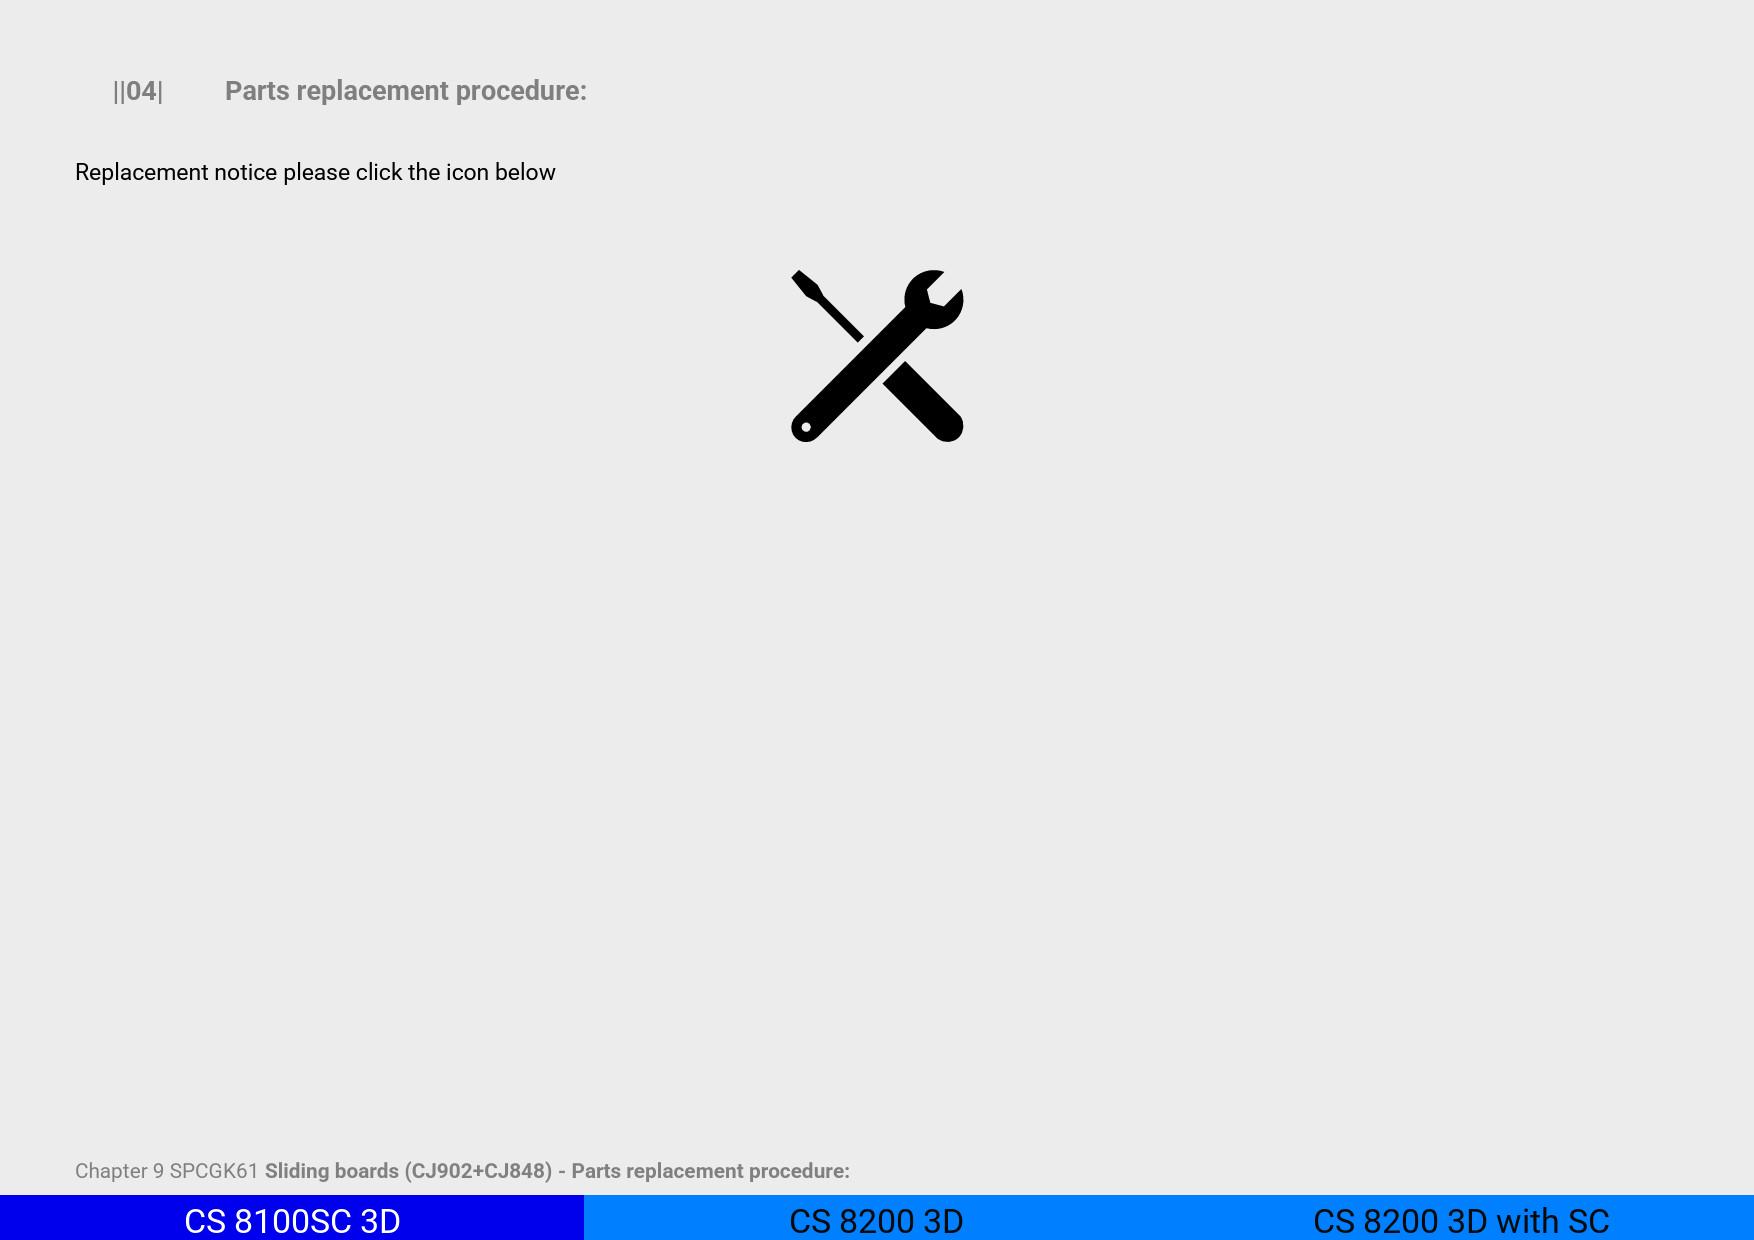 ||04| Parts replacement procedure:
Replacement notice please click the icon below
Chapter 9 SPCGK61 Sliding boards (CJ902+CJ848) - Parts replacement procedure:
CS 8100SC 3D CS 8200 3D CS 8200 3D with SC